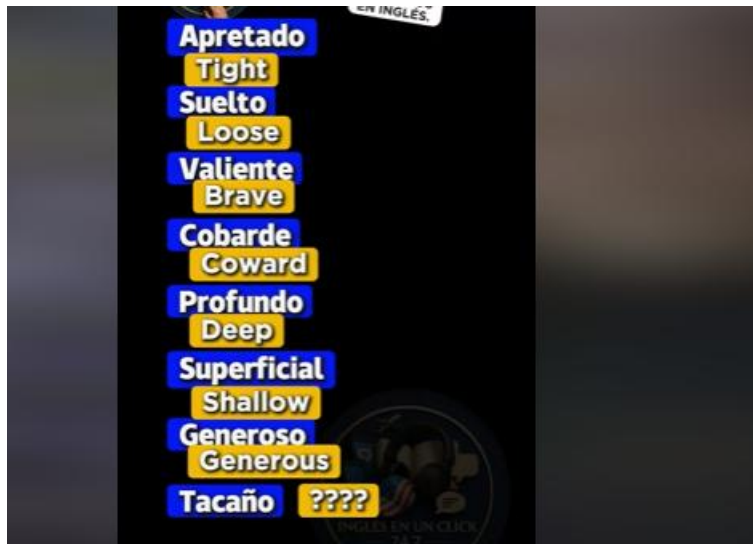 EN INGLÉS.
Apretado
Tight
Suelto
Loose
Valiente
Brave
Cobarde
Coward
Profundo
Deep
Superficial
Shallow
Generoso
Generous
Tacaño ????
INGLES EN UN CLICK